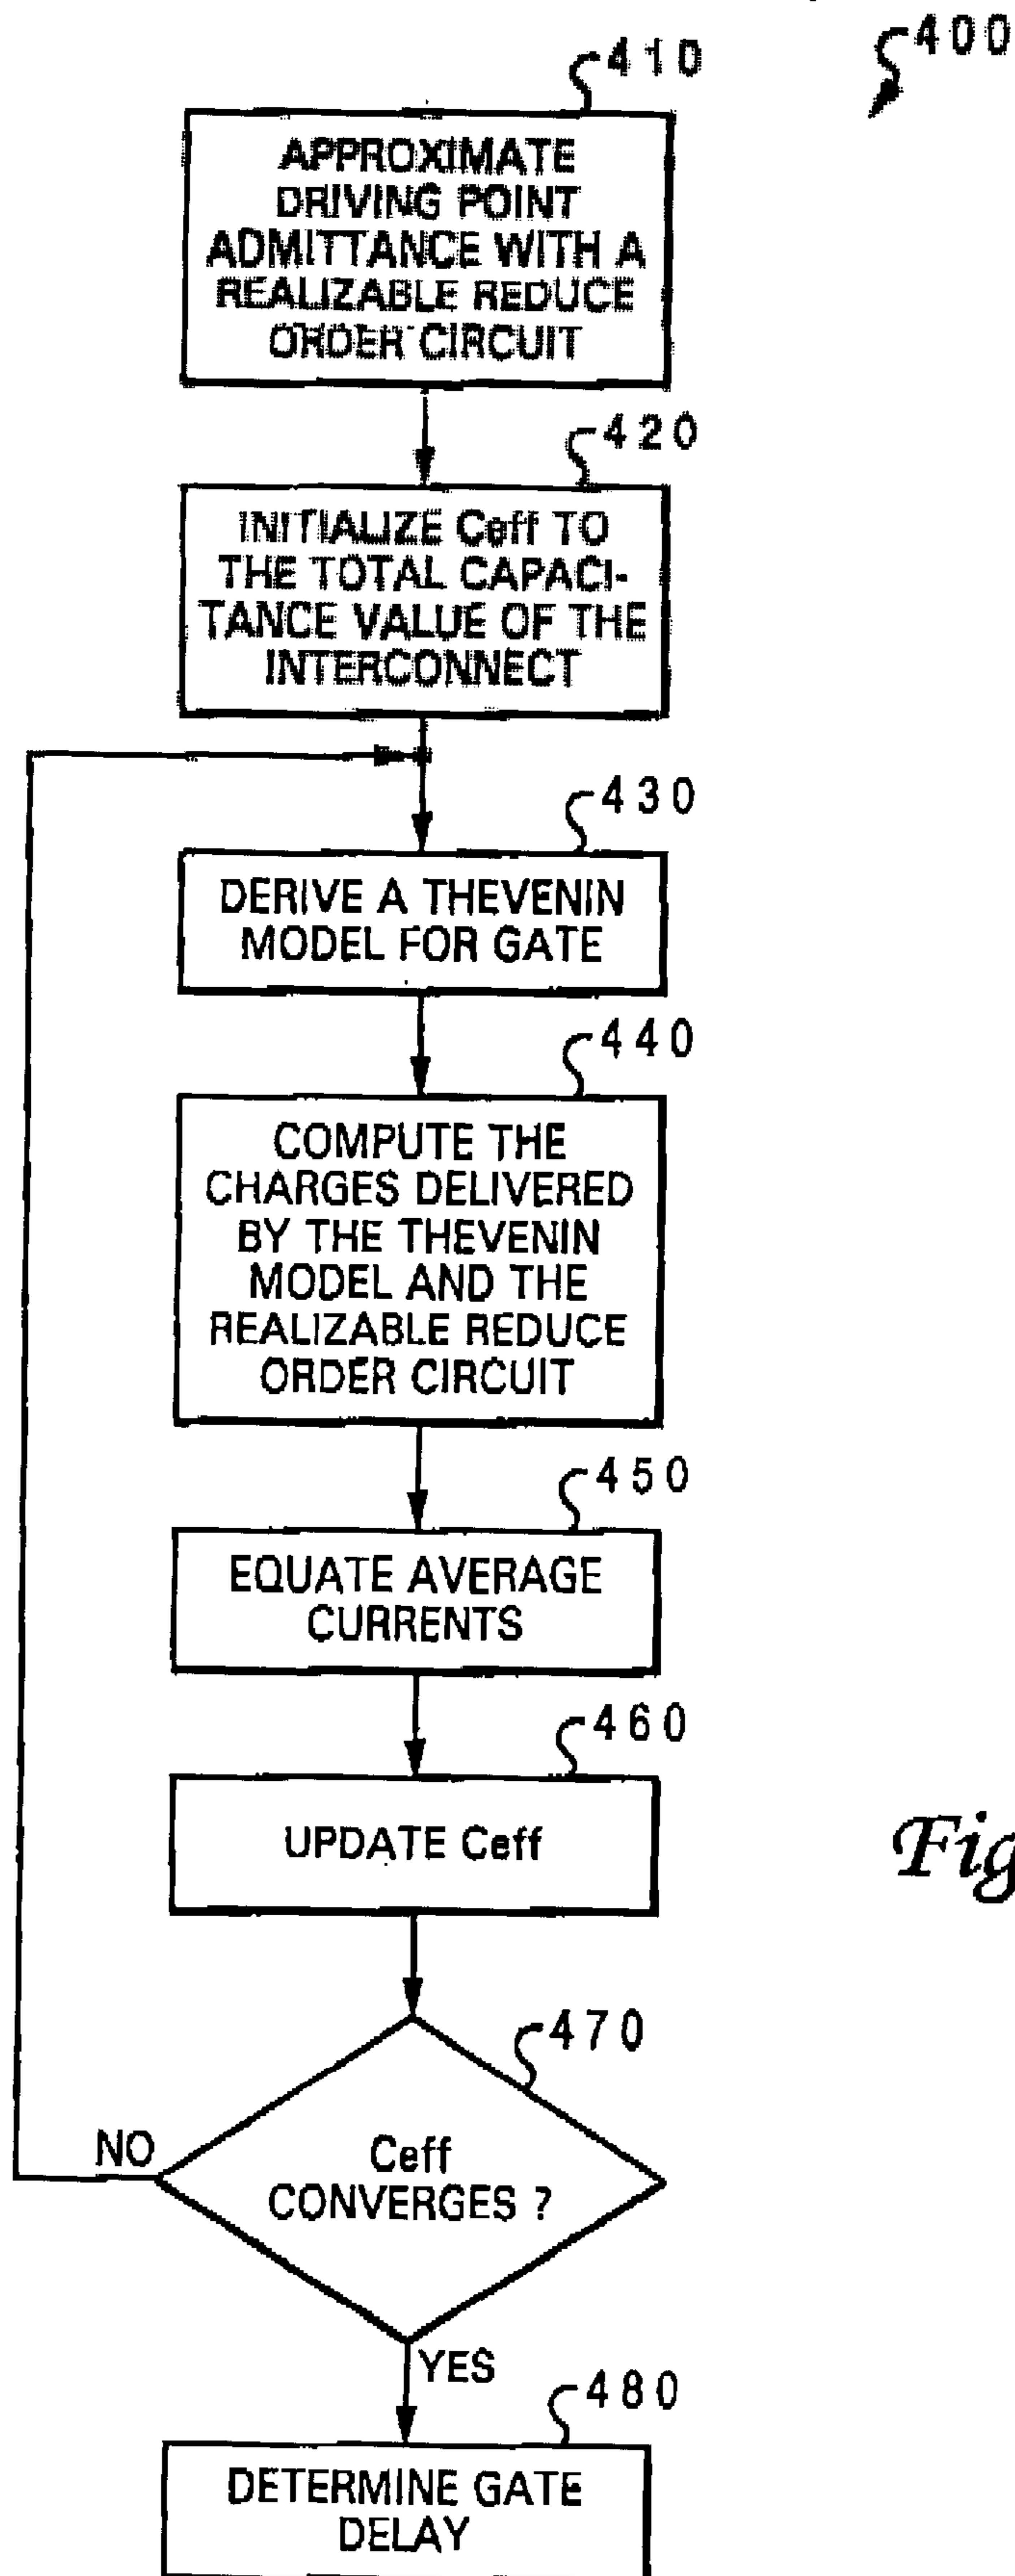 400
410
APPROXIMATE
DRIVING POINT
ADMITTANCE WITH A
REALIZABLE REDUCE
ORDER CIRCUIT
420
INITIALIZE Ceff TO
THE TOTAL CAPACI-
TANCE VALUE OF THE
INTERCONNECT
430
DERIVE A THEVENIN
MODEL FOR GATE
440
COMPUTE THE
CHARGES DELIVERED
BY THE THEVENIN
MODEL AND THE
REALIZABLE REDUCE
ORDER CIRCUIT
450
EQUATE AVERAGE
CURRENTS
460
UPDATE Ceff
Fig
470
Ceff
CONVERGES ?
NO
YES
480
DETERMINE GATE
DELAY